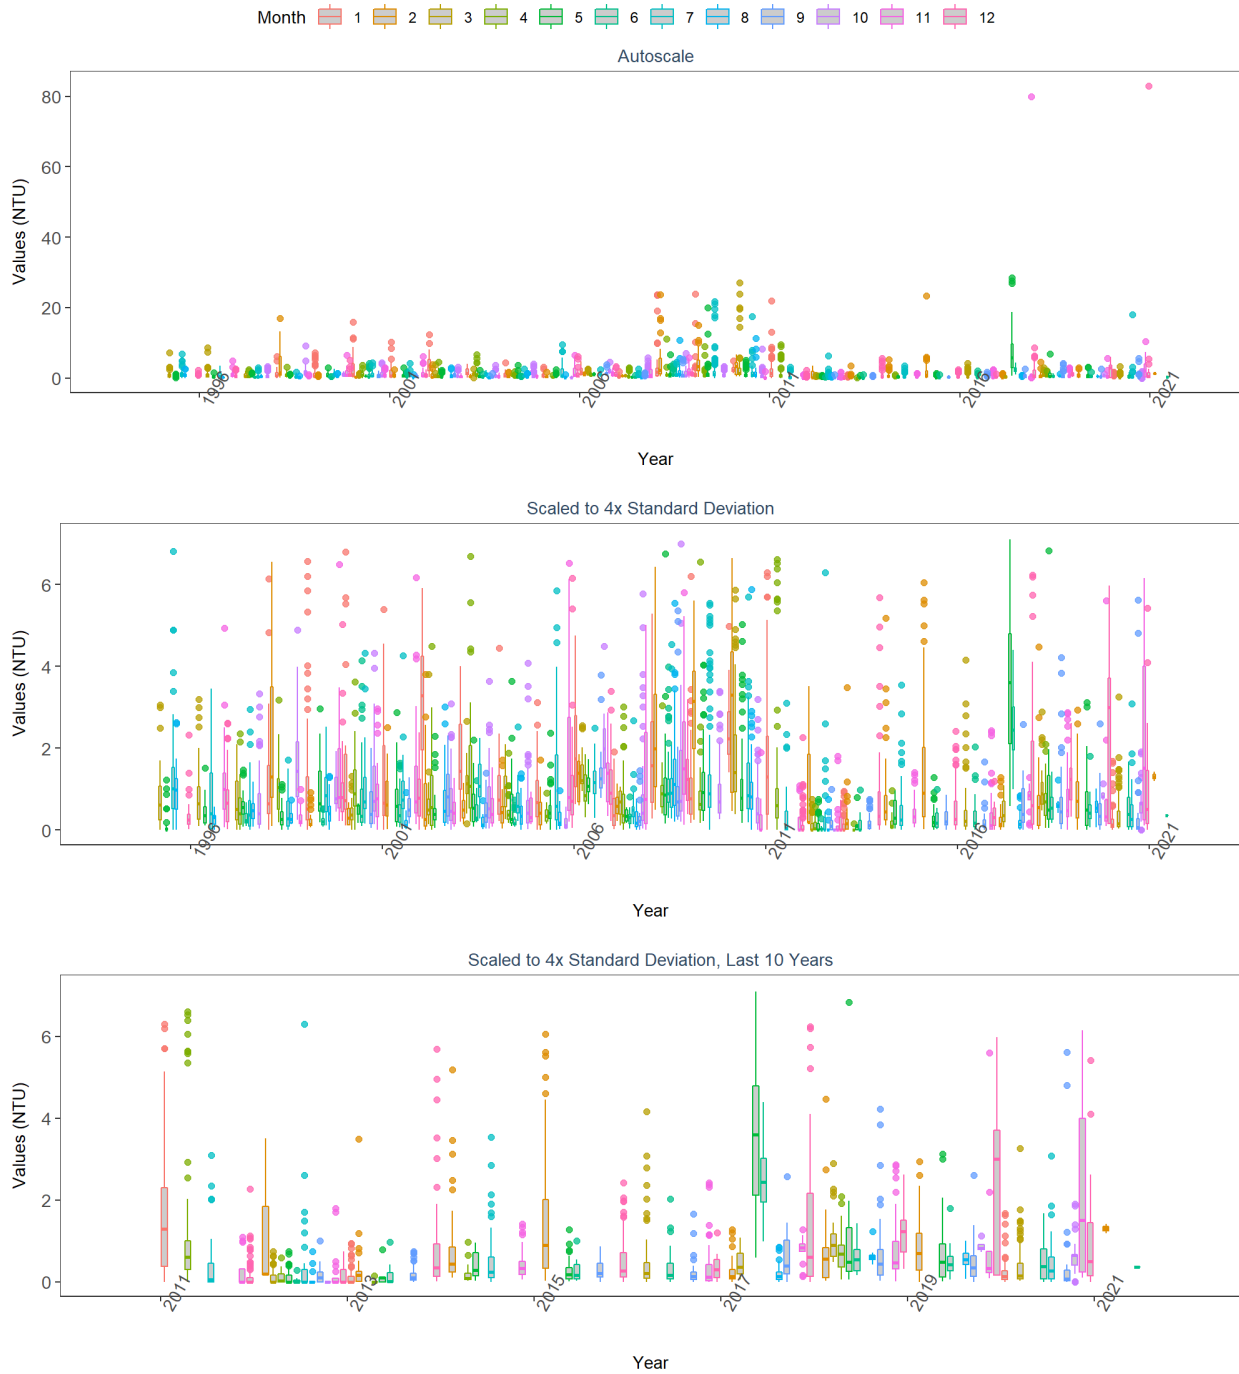 Month 1 2 3 4 5 6 7 8 9 10 11 12
Autoscale
Values (NTU)
80
60
40
20
0
1996 2001 2006 2011 2016 2021
Year
Scaled to 4x Standard Deviation
Values (NTU)
6
4
2
0
1996 2001 2006 2011 2016 2021
Year
Scaled to 4x Standard Deviation, Last 10 Years
Values (NTU)
6
4
2
0
2011 2013 2015 2017 2019 2021
Year